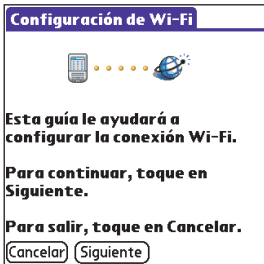 Configuración de Wi-Fi
Esta guía le ayudará a
configurar la conexión Wi-Fi.
Para continuar, toque en
Siguiente.
Para salir, toque en Cancelar.
Cancelar Siguiente